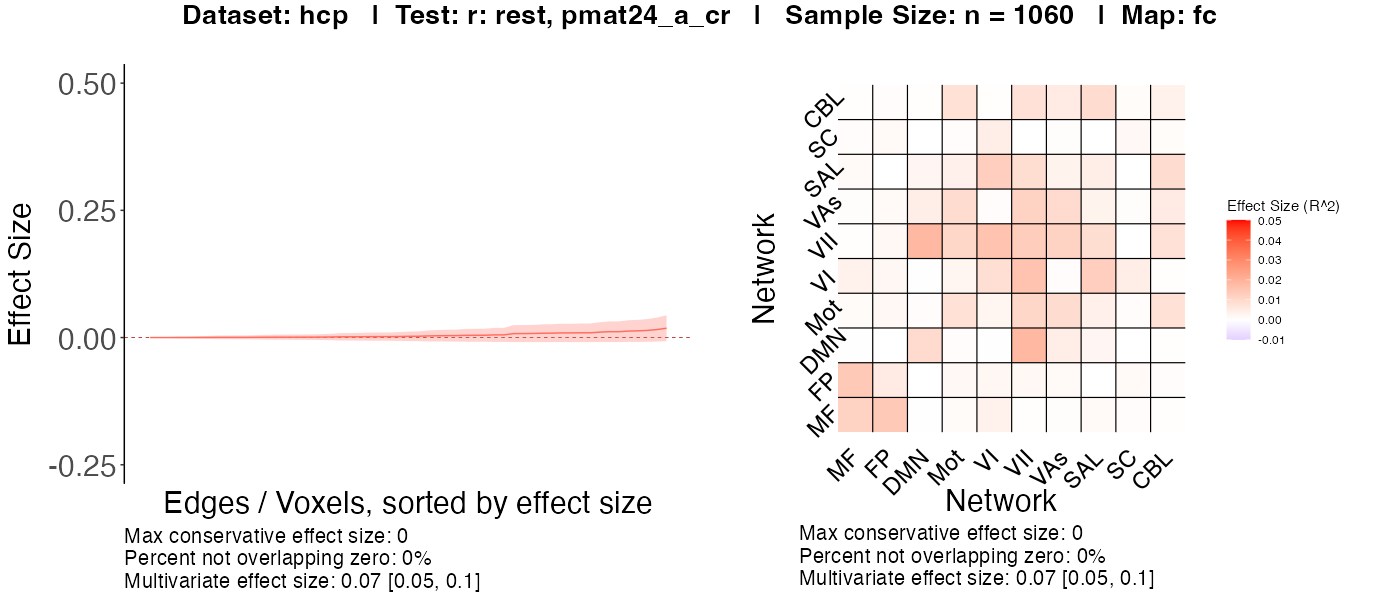 Dataset: hcp | Test: r: rest, pmat24_a_cr | Sample Size: n = 1060 | Map: fc
Effect Size
0.50
0.25
0.00
-0.25
Edges / Voxels, sorted by effect size
Max conservative effect size: 0
Percent not overlapping zero: 0%
Multivariate effect size: 0.07 [0.05, 0.1]
Network
CBL
SC
SAL
VAs
VII
VI
Mot
DMN
FP
MF
MF FP DMN Mot VI VII VAs SAL SC CBL
Network
Max conservative effect size: 0
Percent not overlapping zero: 0%
Multivariate effect size: 0.07 [0.05, 0.1]
Effect Size (R^2)
0.05
0.04
0.03
0.02
0.01
0.00
-0.01